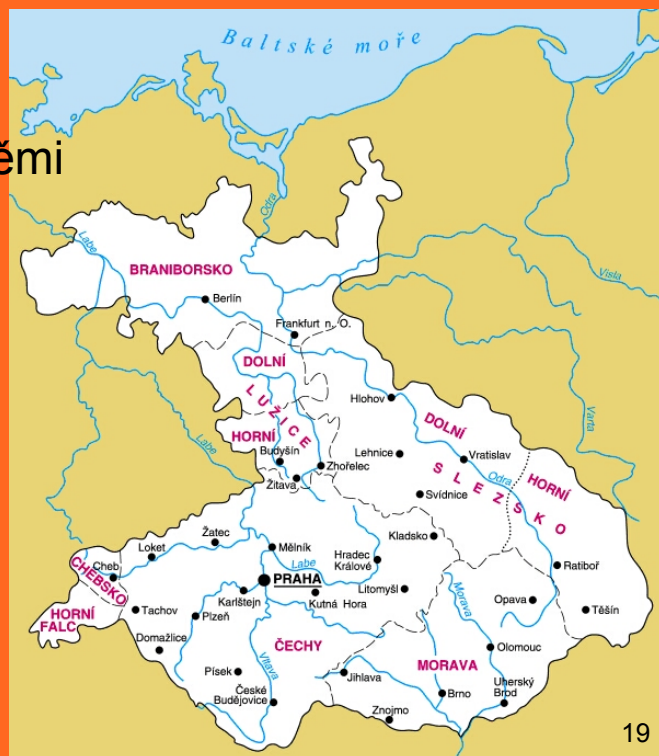 Baltské moře
ěmi
Labe
Odra
BRANIBORSKO
Visla
Berlín
Frankfurt n. O.
DOLNÍ
LUŽICE
Hlohov
DOLNÍ
Varta
HORNÍ
Labe
Budyšín
Lehnice
Vratislav
Zhořelec
SLEZSKO
Odra
HORNÍ
Žitava
Svídnice
Žatec
Mělník
Kladsko
Loket
Labe
Hradec
Králové
Cheb
CHEBSKO
PRAHA
Ratiboř
Karlštejn
Kutná Hora
Litomyšl
Morava
Opava
Těšín
HORNÍ
FALC
Tachov
Plzeň
Domažlice
ČECHY
Olomouc
Vltava
MORAVA
Písek
Jihlava
Uherský
Brod
České
Budějovice
Brno
Znojmo
19